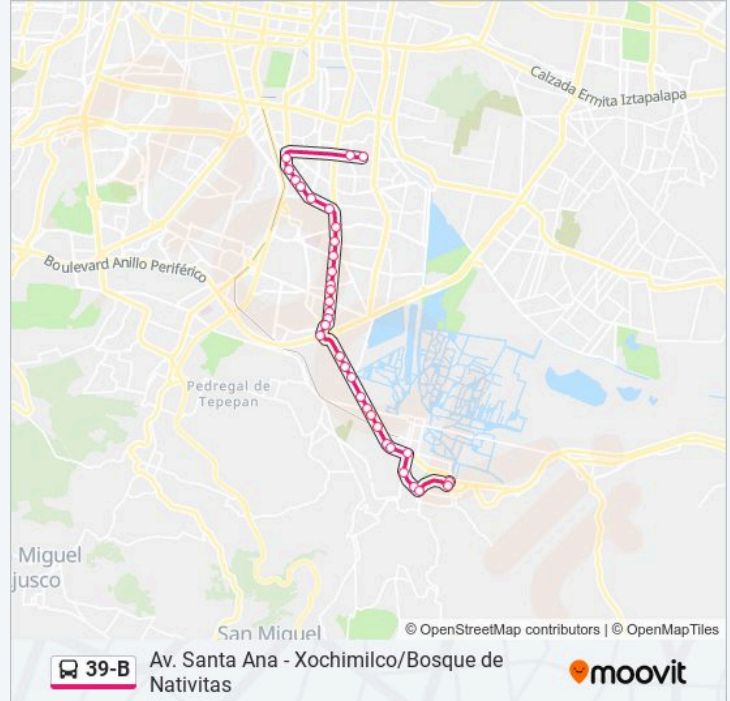 Calzada Ermita Iztapalapa
Boulevard Anillo Periférico
Pedregal de
Tepepan
Miguel
jusco
San Miguel
© OpenStreetMap contributors | © OpenMapTiles
39-B
Av. Santa Ana - Xochimilco/Bosque de
Nativitas
moovit